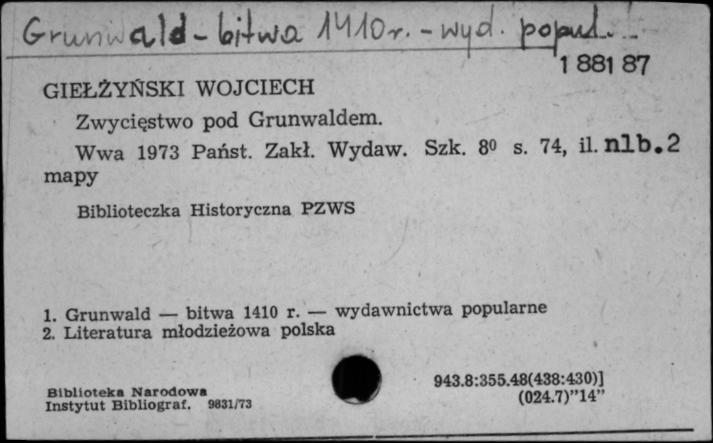 Grunwald - bitwa 1410 r. - wyd. popul.
1 881 87
GIEŁŻYŃSKI WOJCIECH
Zwycięstwo pod Grunwaldem.
Wwa 1973 Państ. Zakł. Wydaw. Szk. 8⁰ s. 74, il. nlb. 2
mapy
Biblioteczka Historyczna PZWS
1. Grunwald — bitwa 1410 r. — wydawnictwa popularne
2. Literatura młodzieżowa polska
943.8:355.48(438:430)]
(024.7)"14"
Biblioteka Narodowa
Instytut Bibliograf. 9831/73